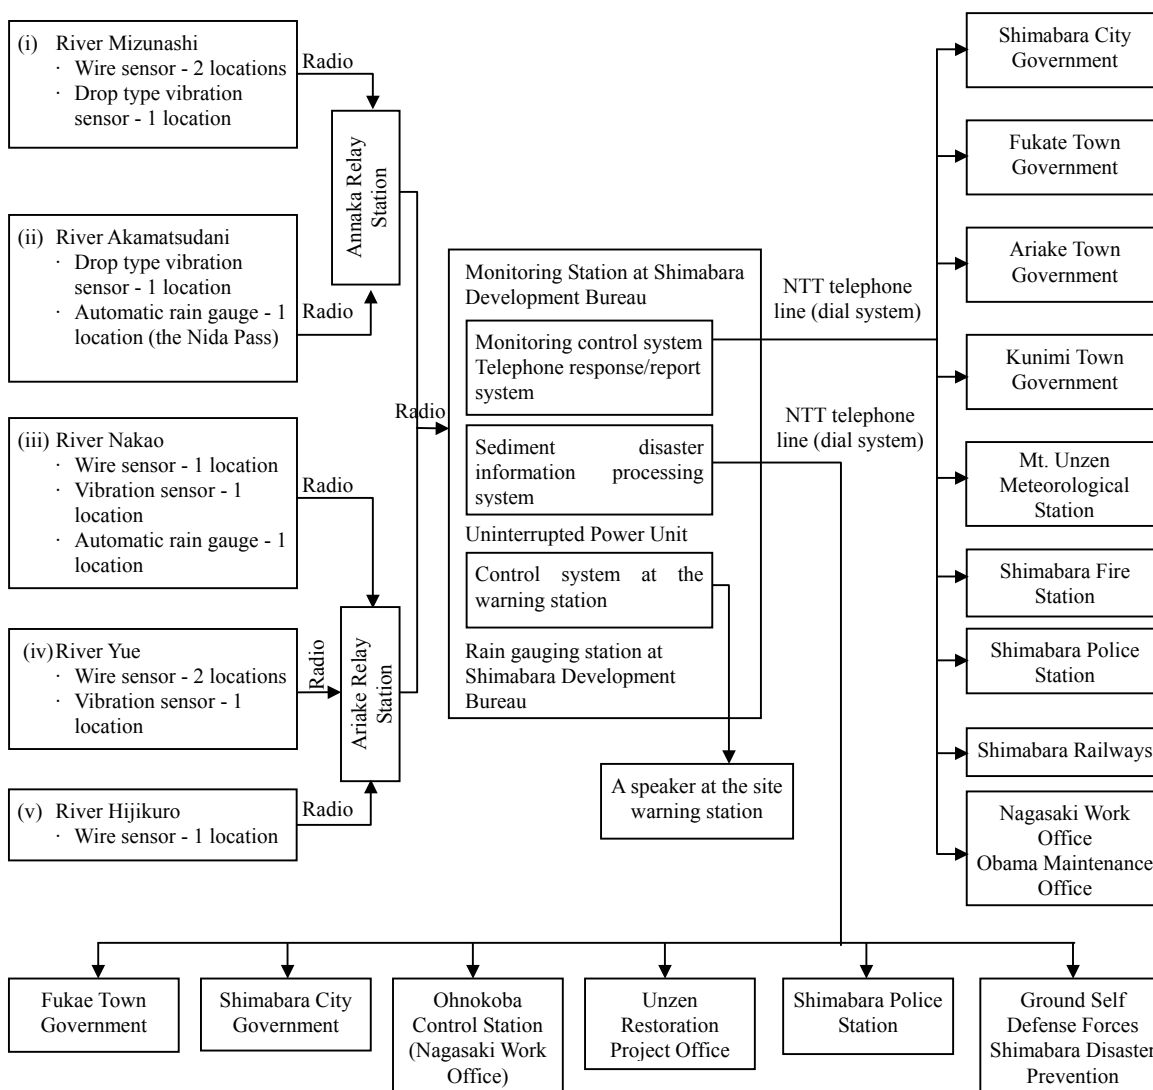 (i) River Mizunashi
· Wire sensor - 2 locations
· Drop type vibration
sensor - 1 location
Radio
Annaka Relay
Station
(ii) River Akamatsudani
· Drop type vibration
sensor - 1 location
· Automatic rain gauge - 1
location (the Nida Pass)
Radio
(iii) River Nakao
· Wire sensor - 1 location
· Vibration sensor - 1
location
· Automatic rain gauge - 1
location
Radio
(iv) River Yue
· Wire sensor - 2 locations
· Vibration sensor - 1
location
Radio
Ariake Relay
Station
(v) River Hijikuro
· Wire sensor - 1 location
Radio
Radio
Monitoring Station at Shimabara
Development Bureau
Monitoring control system
Telephone response/report
system
Sediment disaster
information processing
system
Uninterrupted Power Unit
Control system at the
warning station
Rain gauging station at
Shimabara Development
Bureau
A speaker at the site
warning station
NTT telephone
line (dial system)
NTT telephone
line (dial system)
Shimabara City
Government
Fukate Town
Government
Ariake Town
Government
Kunimi Town
Government
Mt. Unzen
Meteorological
Station
Shimabara Fire
Station
Shimabara Police
Station
Shimabara Railways
Nagasaki Work
Office
Obama Maintenance
Office
Fukae Town
Government
Shimabara City
Government
Ohnokoba
Control Station
(Nagasaki Work
Office)
Unzen
Restoration
Project Office
Shimabara Police
Station
Ground Self
Defense Forces
Shimabara Disaster
Prevention